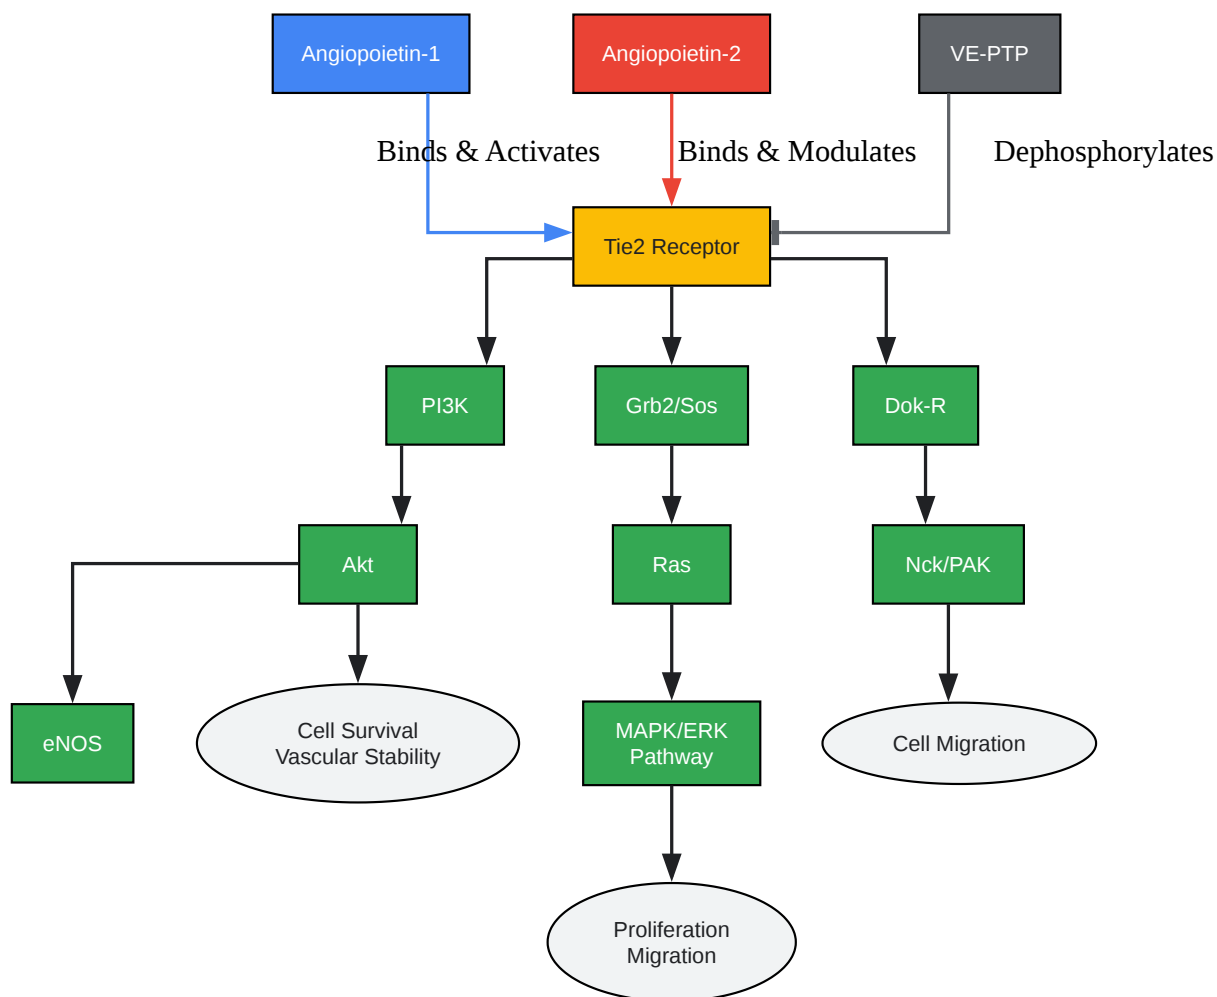 Angiopoietin-1
Angiopoietin-2
VE-PTP
Binds & Activates
Binds & Modulates
Dephosphorylates
Tie2 Receptor
PI3K
Grb2/Sos
Dok-R
Akt
Ras
Nck/PAK
eNOS
Cell Survival
Vascular Stability
MAPK/ERK
Pathway
Cell Migration
Proliferation
Migration